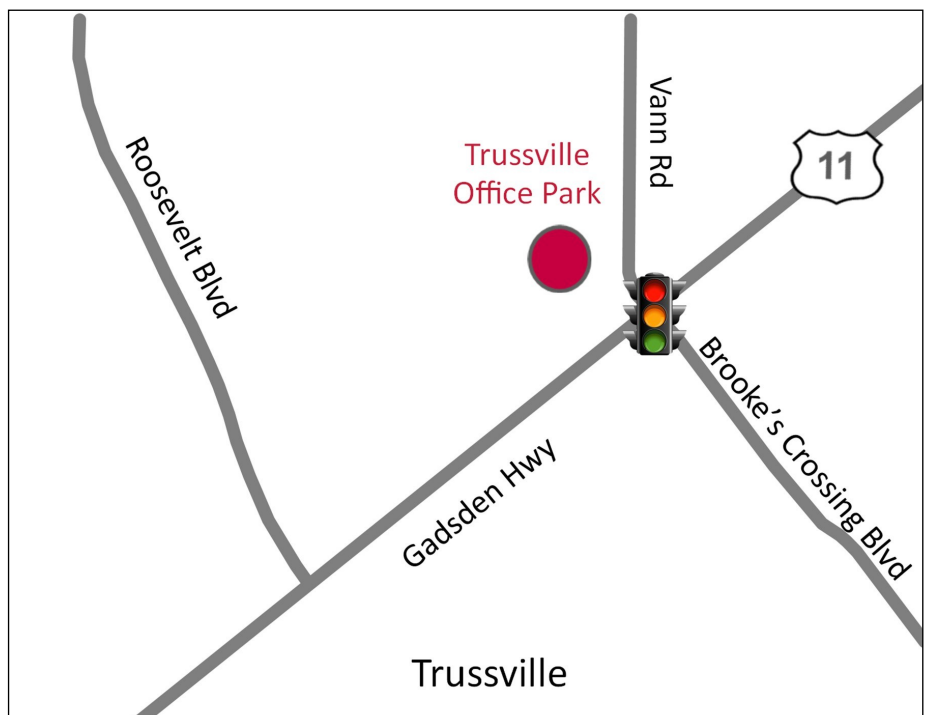 Vann Rd
Trussville
Office Park
11
Roosevelt Blvd
Brooke’s Crossing Blvd
Gadsden Hwy
Trussville